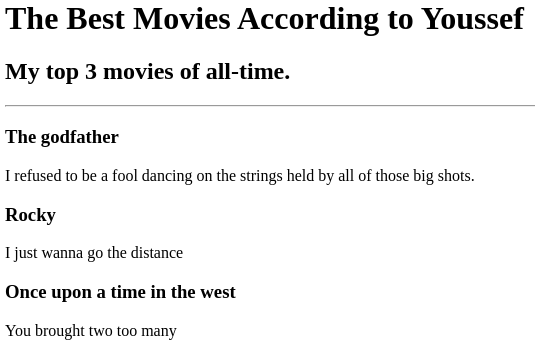 The Best Movies According to Youssef
My top 3 movies of all-time.
The godfather
I refused to be a fool dancing on the strings held by all of those big shots.
Rocky
I just wanna go the distance
Once upon a time in the west
You brought two too many